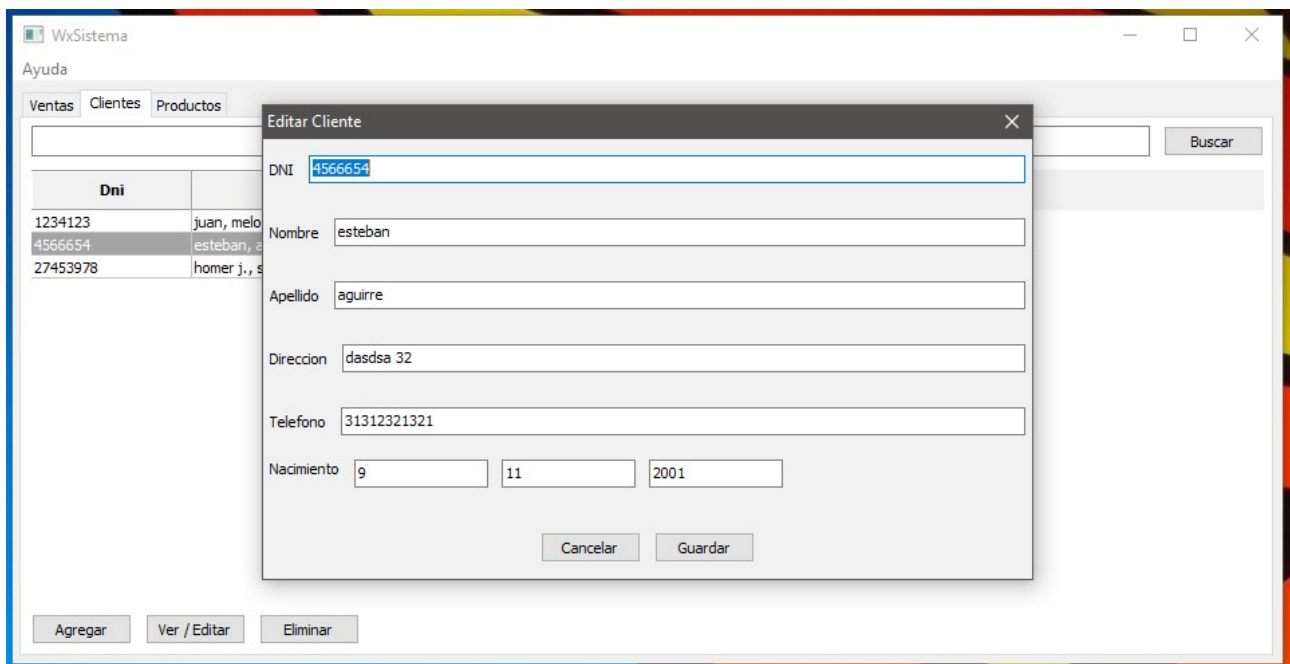 WxSistema
Ayuda
Ventas Clientes Productos
Buscar
Dni
1234123 juan, melo
4566654 esteban, a
27453978 homer j., s
Editar Cliente
DNI 4566654
Nombre esteban
Apellido aguirre
Direccion dasdsa 32
Telefono 31312321321
Nacimiento 9 11 2001
Cancelar Guardar
Agregar Ver / Editar Eliminar